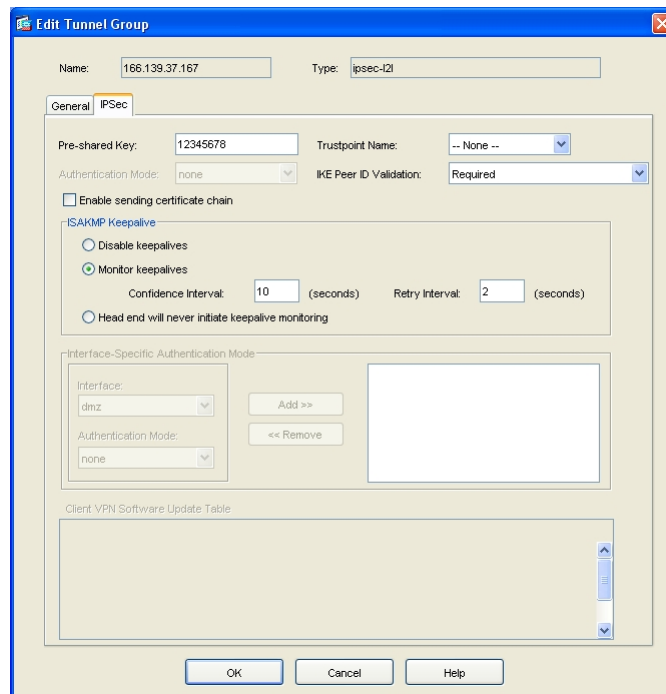 Edit Tunnel Group
Name: 166.139.37.167 Type: ipsec-l2l
General IPSec
Pre-shared Key: 12345678 Trustpoint Name: -- None --
Authentication Mode: none IKE Peer ID Validation: Required
Enable sending certificate chain
ISAKMP Keepalive
Disable keepalives
Monitor keepalives
Confidence Interval: 10 (seconds) Retry Interval: 2 (seconds)
Head end will never initiate keepalive monitoring
Interface-Specific Authentication Mode
Interface:
dmz
Add >>
Authentication Mode:
<< Remove
none
Client VPN Software Update Table
OK Cancel Help